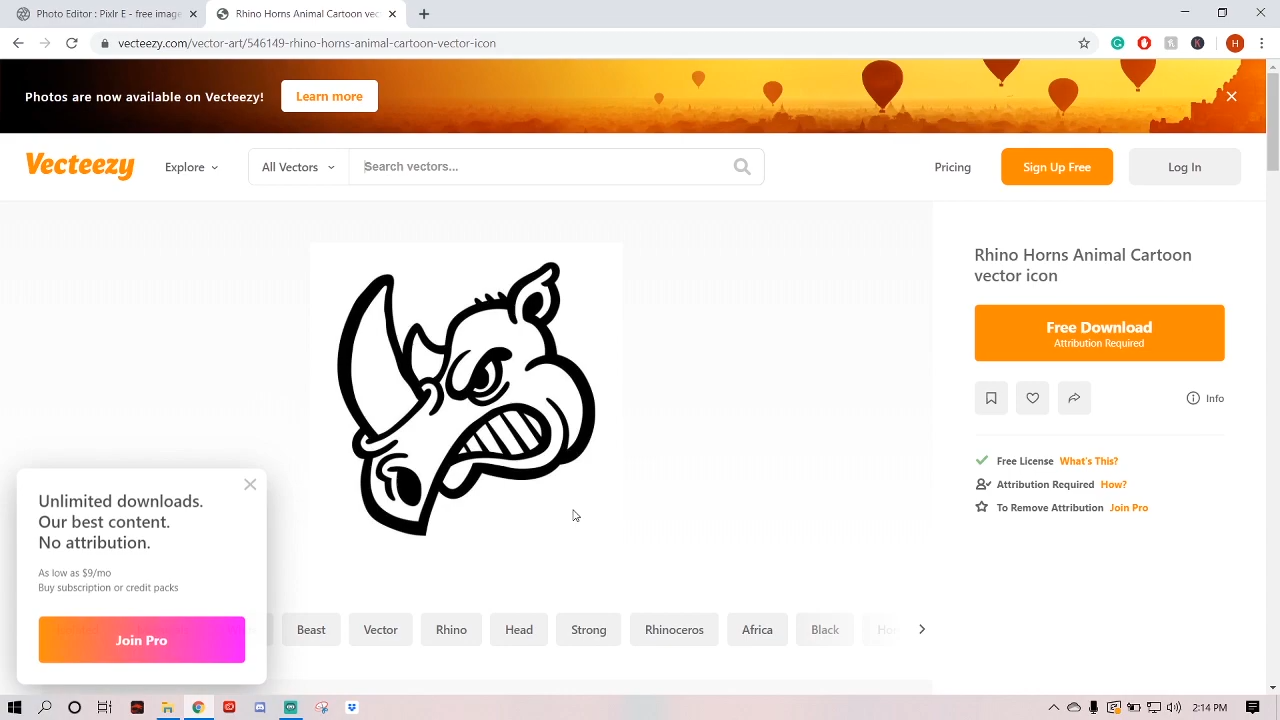 Photo Editor: Pixlr - free image
Rhino Horns Animal Cartoon vec
vecteezy.com/vector-art/546149-rhino-horns-animal-cartoon-vector-icon
H
Photos are now available on Vecteezy!
Learn more
Vecteezy
Explore
All Vectors
Search vectors...
Pricing
Sign Up Free
Log In
Rhino Horns Animal Cartoon
vector icon
Free Download
Attribution Required
Info
Free License What's This?
Attribution Required How?
To Remove Attribution Join Pro
Unlimited downloads.
Our best content.
No attribution.
As low as $9/mo
Buy subscription or credit packs
Join Pro
Beast
Vector
Rhino
Head
Strong
Rhinoceros
Africa
Black
2:14 PM